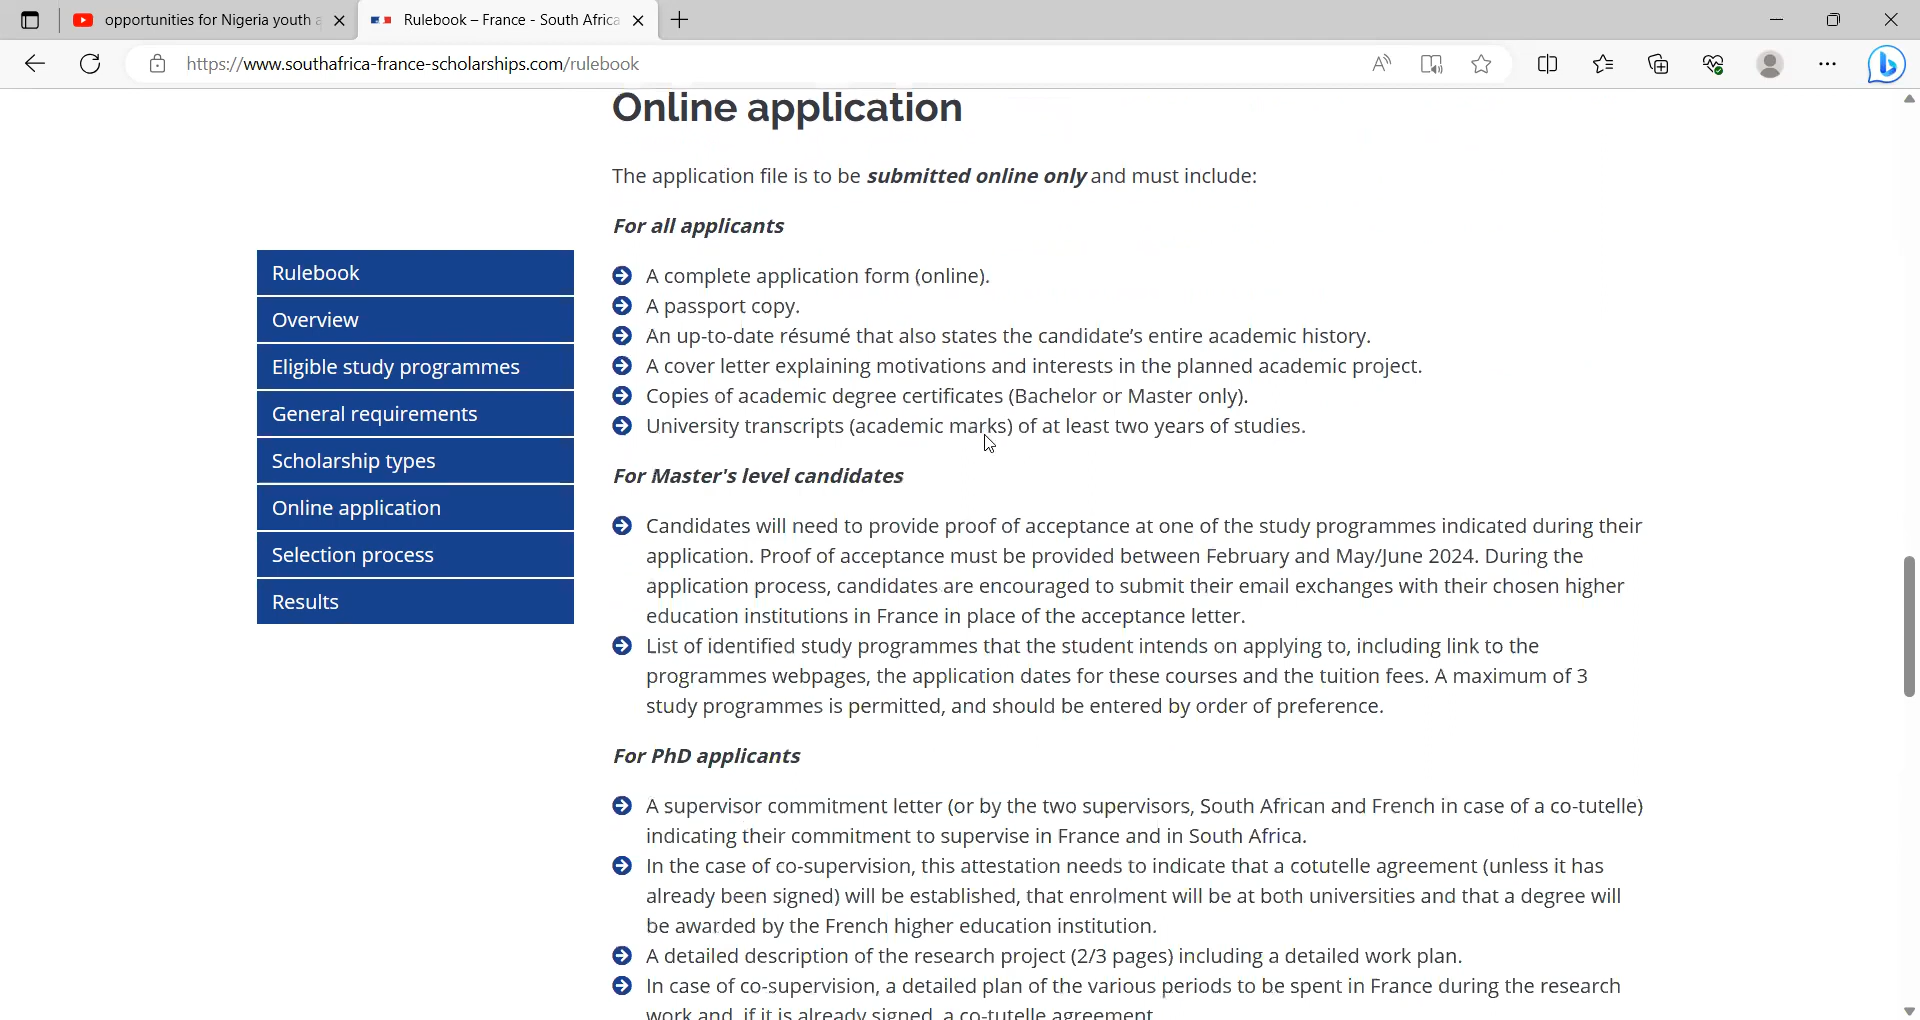 opportunities for Nigeria youth a
Rulebook – France - South Africa
https://www.southafrica-france-scholarships.com/rulebook
Online application
The application file is to be submitted online only and must include:
For all applicants
A complete application form (online).
A passport copy.
An up-to-date résumé that also states the candidate’s entire academic history.
A cover letter explaining motivations and interests in the planned academic project.
Copies of academic degree certificates (Bachelor or Master only).
University transcripts (academic marks) of at least two years of studies.
Rulebook
Overview
Eligible study programmes
General requirements
Scholarship types
Online application
Selection process
Results
For Master's level candidates
Candidates will need to provide proof of acceptance at one of the study programmes indicated during their
application. Proof of acceptance must be provided between February and May/June 2024. During the
application process, candidates are encouraged to submit their email exchanges with their chosen higher
education institutions in France in place of the acceptance letter.
List of identified study programmes that the student intends on applying to, including link to the
programmes webpages, the application dates for these courses and the tuition fees. A maximum of 3
study programmes is permitted, and should be entered by order of preference.
For PhD applicants
A supervisor commitment letter (or by the two supervisors, South African and French in case of a co-tutelle)
indicating their commitment to supervise in France and in South Africa.
In the case of co-supervision, this attestation needs to indicate that a cotutelle agreement (unless it has
already been signed) will be established, that enrolment will be at both universities and that a degree will
be awarded by the French higher education institution.
A detailed description of the research project (2/3 pages) including a detailed work plan.
In case of co-supervision, a detailed plan of the various periods to be spent in France during the research
work and, if it is already signed, a co-tutelle agreement.